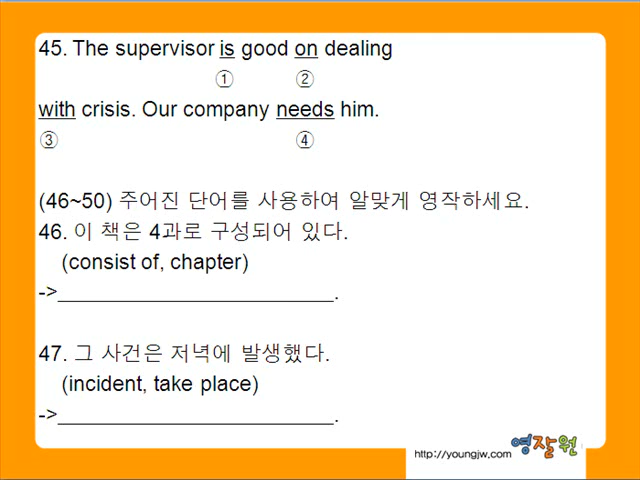 45. The supervisor is good on dealing
① ②
with crisis. Our company needs him.
③ ④
(46~50) 주어진 단어를 사용하여 알맞게 영작하세요.
46. 이 책은 4과로 구성되어 있다.
(consist of, chapter)
->_______________________.
47. 그 사건은 저녁에 발생했다.
(incident, take place)
->_______________________.
http://youngjw.com 영잘원